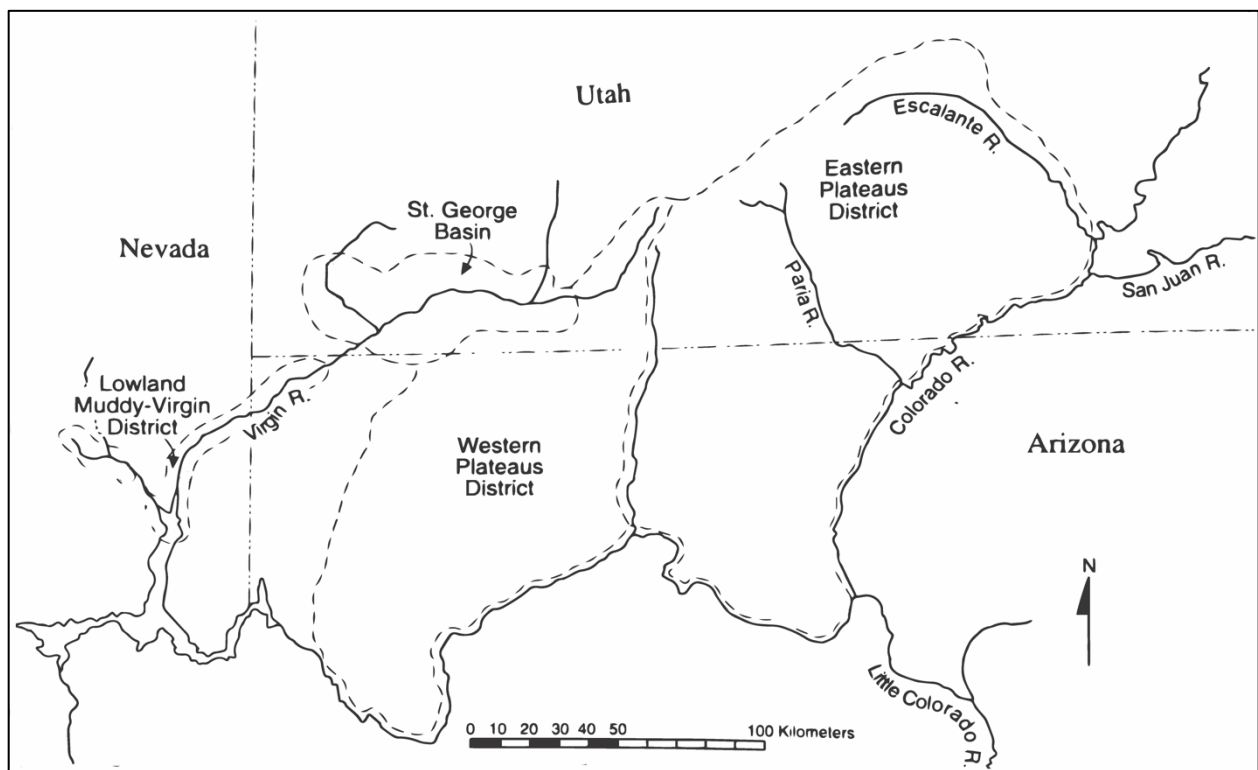 Utah
Escalante R.
Eastern
Plateaus
District
St. George
Basin
Nevada
Paria R.
San Juan R.
Lowland
Muddy-Virgin
District
Virgin R.
Colorado R.
Western
Plateaus
District
Arizona
N
Little Colorado R.
0 10 20 30 40 50 100 Kilometers